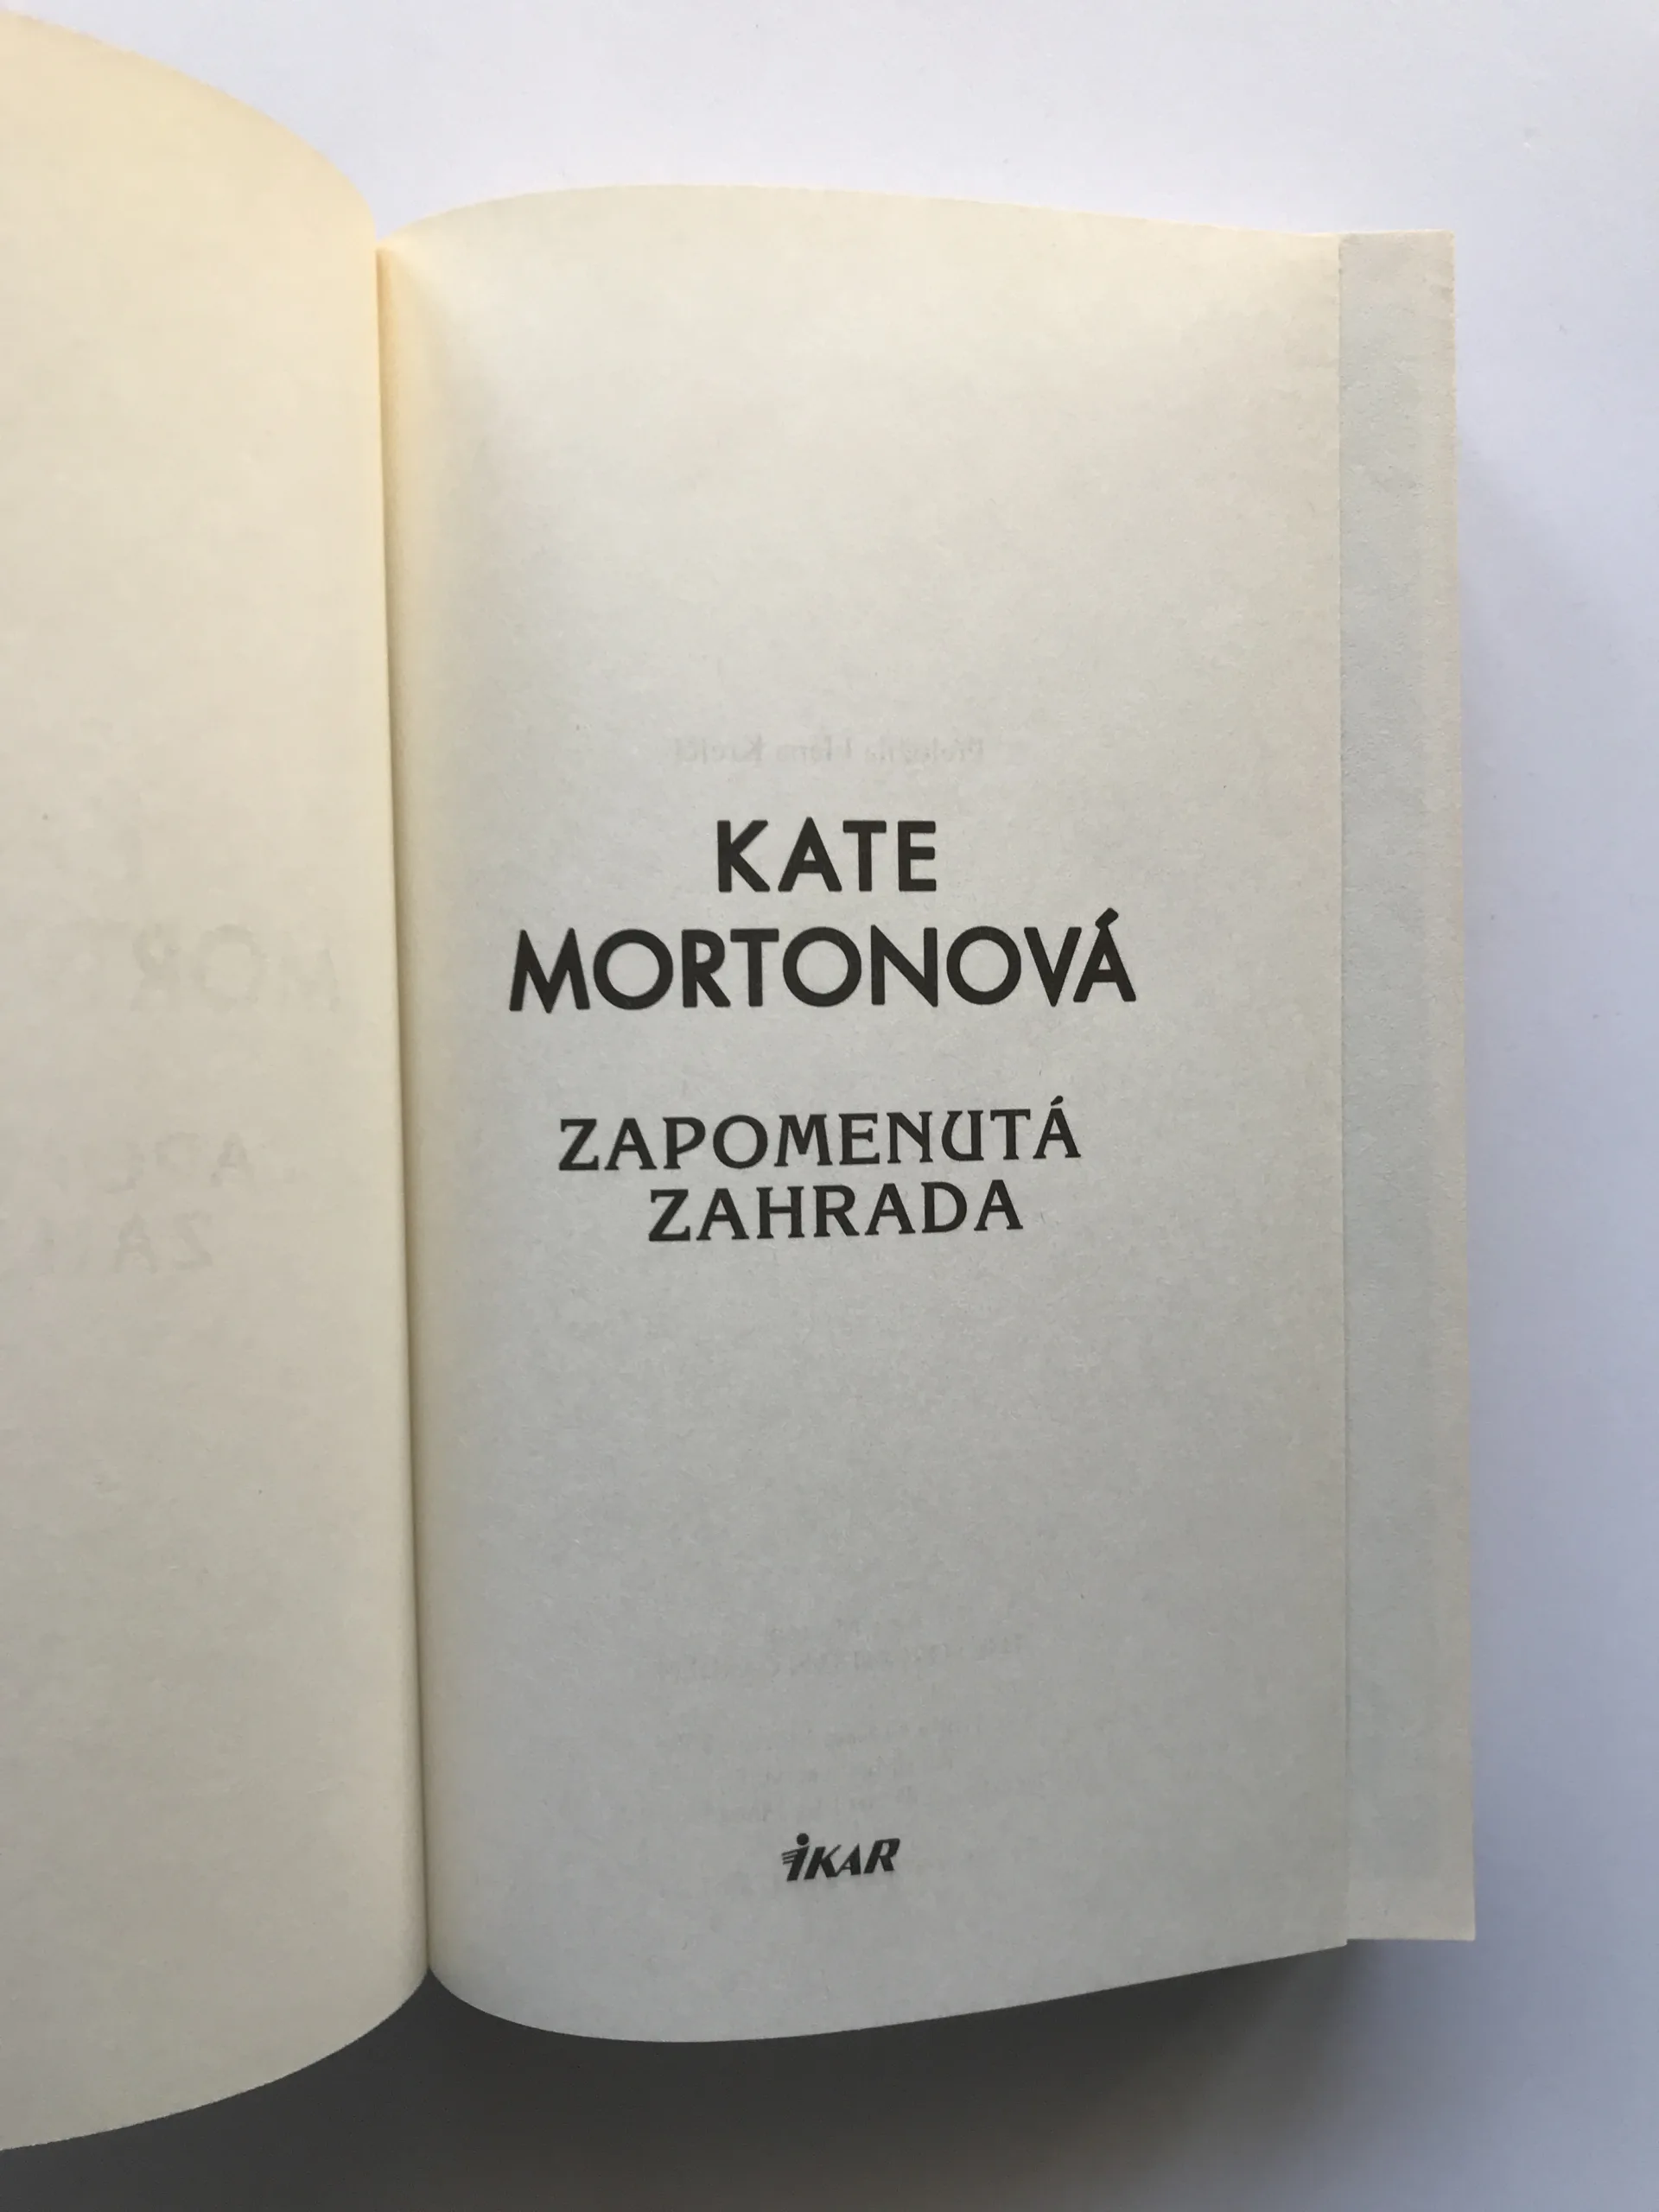 KATE
MORTONOVÁ
ZAPOMENUTÁ
ZAHRADA
iKAR